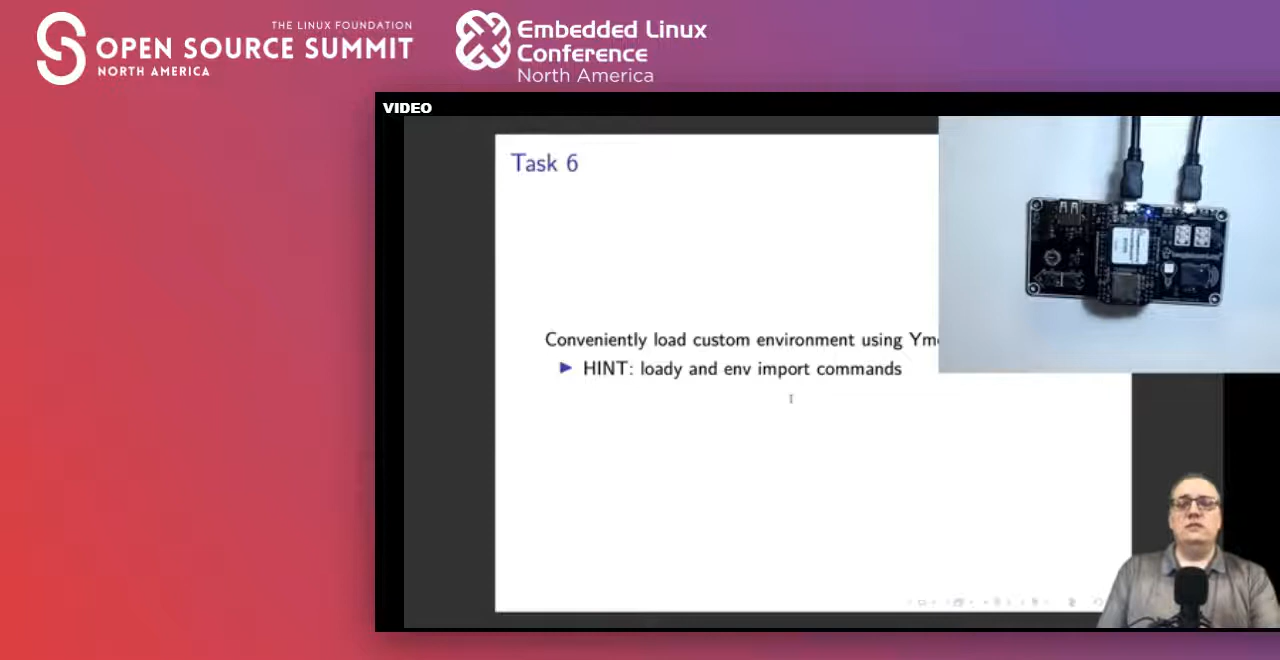 THE LINUX FOUNDATION
OPEN SOURCE SUMMIT
NORTH AMERICA
Embedded Linux
Conference
North America
VIDEO
Task 6
Conveniently load custom environment using
HINT: loady and env import commands